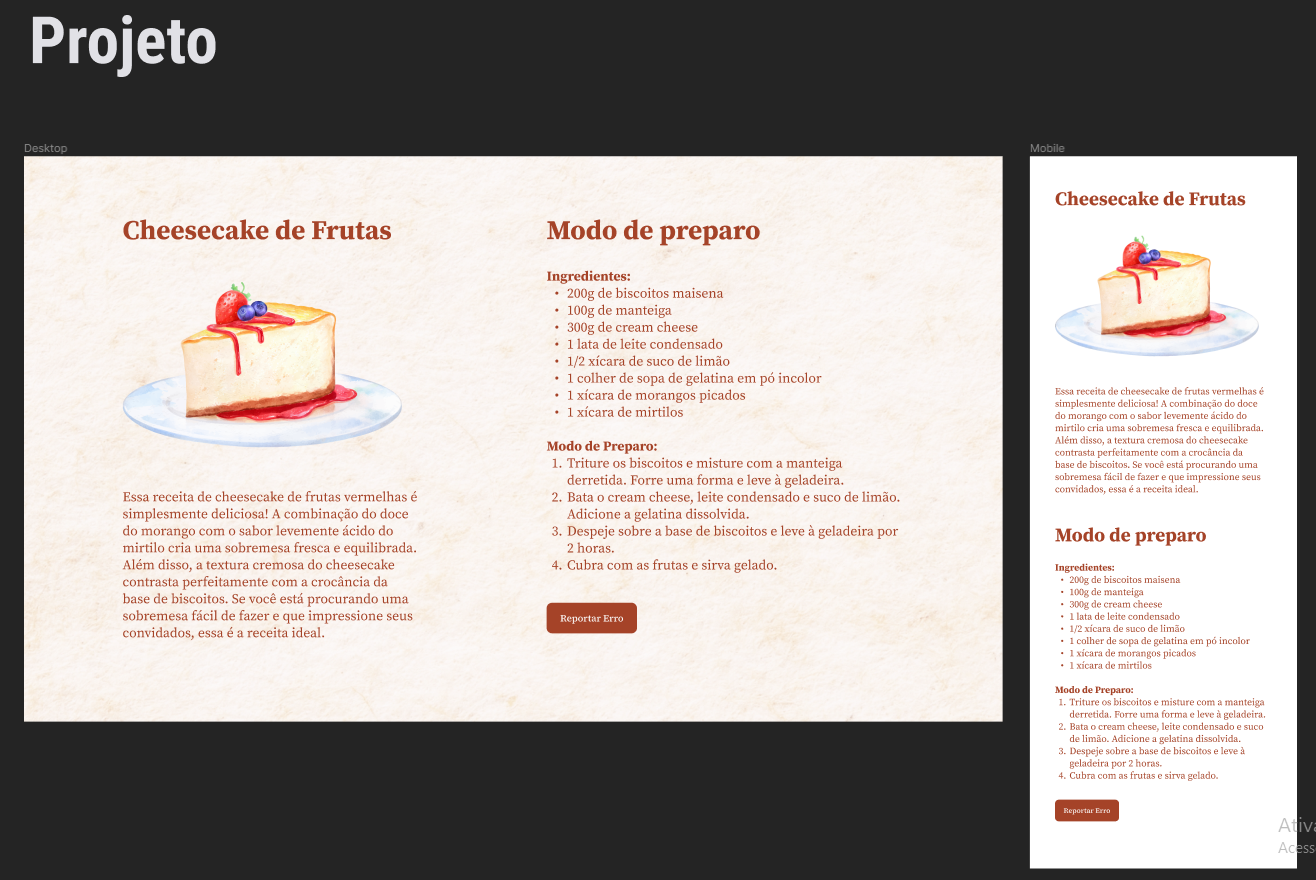 Projeto
Desktop
Cheesecake de Frutas
Essa receita de cheesecake de frutas vermelhas é
simplesmente deliciosa! A combinação do doce
do morango com o sabor levemente ácido do
mirtilo cria uma sobremesa fresca e equilibrada.
Além disso, a textura cremosa do cheesecake
contrasta perfeitamente com a crocância da
base de biscoitos. Se você está procurando uma
sobremesa fácil de fazer e que impressione seus
convidados, essa é a receita ideal.
Modo de preparo
Ingredientes:
• 200g de biscoitos maisena
• 100g de manteiga
• 300g de cream cheese
• 1 lata de leite condensado
• 1/2 xícara de suco de limão
• 1 colher de sopa de gelatina em pó incolor
• 1 xícara de morangos picados
• 1 xícara de mirtilos
Modo de Preparo:
1. Triture os biscoitos e misture com a manteiga
derretida. Forre uma forma e leve à geladeira.
2. Bata o cream cheese, leite condensado e suco de limão.
Adicione a gelatina dissolvida.
3. Despeje sobre a base de biscoitos e leve à geladeira por
2 horas.
4. Cubra com as frutas e sirva gelado.
Reportar Erro
Mobile
Cheesecake de Frutas
Essa receita de cheesecake de frutas vermelhas é
simplesmente deliciosa! A combinação do doce
do morango com o sabor levemente ácido do
mirtilo cria uma sobremesa fresca e equilibrada.
Além disso, a textura cremosa do cheesecake
contrasta perfeitamente com a crocância da
base de biscoitos. Se você está procurando uma
sobremesa fácil de fazer e que impressione seus
convidados, essa é a receita ideal.
Modo de preparo
Ingredientes:
• 200g de biscoitos maisena
• 100g de manteiga
• 300g de cream cheese
• 1 lata de leite condensado
• 1/2 xícara de suco de limão
• 1 colher de sopa de gelatina em pó incolor
• 1 xícara de morangos picados
• 1 xícara de mirtilos
Modo de Preparo:
1. Triture os biscoitos e misture com a manteiga
derretida. Forre uma forma e leve à geladeira.
2. Bata o cream cheese, leite condensado e suco
de limão. Adicione a gelatina dissolvida.
3. Despeje sobre a base de biscoitos e leve à
geladeira por 2 horas.
4. Cubra com as frutas e sirva gelado.
Reportar Erro